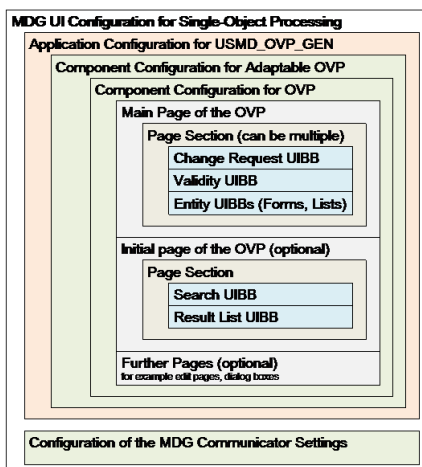 MDG UI Configuration for Single-Object Processing
Application Configuration for USMD_OVP_GEN
Component Configuration for Adaptable OVP
Component Configuration for OVP
Main Page of the OVP
Page Section (can be multiple)
Change Request UIBB
Validity UIBB
Entity UIBBs (Forms, Lists)
Initial page of the OVP (optional)
Page Section
Search UIBB
Result List UIBB
Further Pages (optional)
for example edit pages, dialog boxes
Configuration of the MDG Communicator Settings